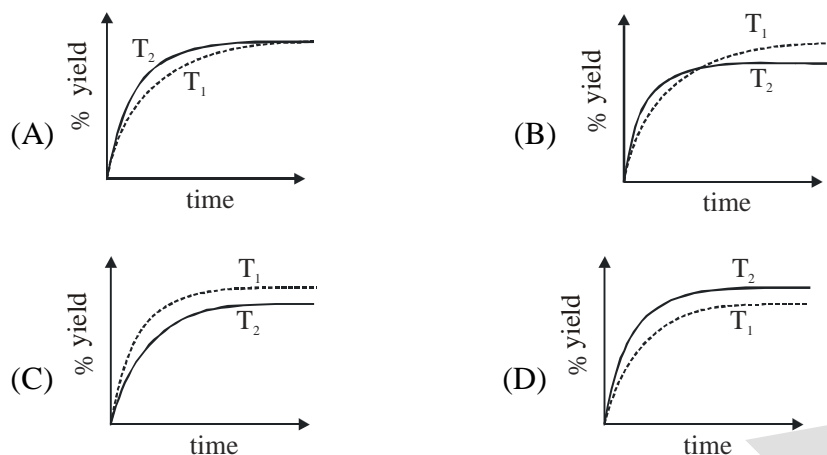 T₂
T₁
% yield
(A)
time
T₁
T₂
% yield
(B)
time
T₁
T₂
% yield
(C)
time
T₂
T₁
% yield
(D)
time